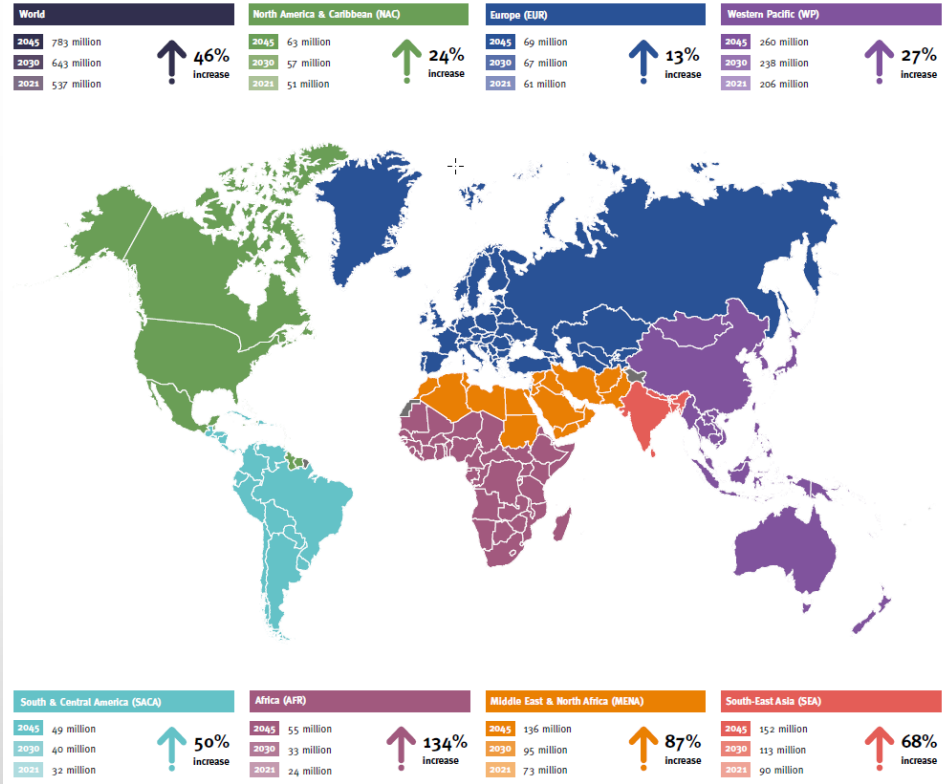 World
2045 783 million
2030 643 million
2021 537 million
46%
increase
North America & Caribbean (NAC)
2045 63 million
2030 57 million
2021 51 million
24%
increase
Europe (EUR)
2045 69 million
2030 67 million
2021 61 million
13%
increase
Western Pacific (WP)
2045 260 million
2030 238 million
2021 206 million
27%
increase
South & Central America (SACA)
2045 49 million
2030 40 million
2021 32 million
50%
increase
Africa (AFR)
2045 55 million
2030 33 million
2021 24 million
134%
increase
Middle East & North Africa (MENA)
2045 136 million
2030 95 million
2021 73 million
87%
increase
South-East Asia (SEA)
2045 152 million
2030 113 million
2021 90 million
68%
increase